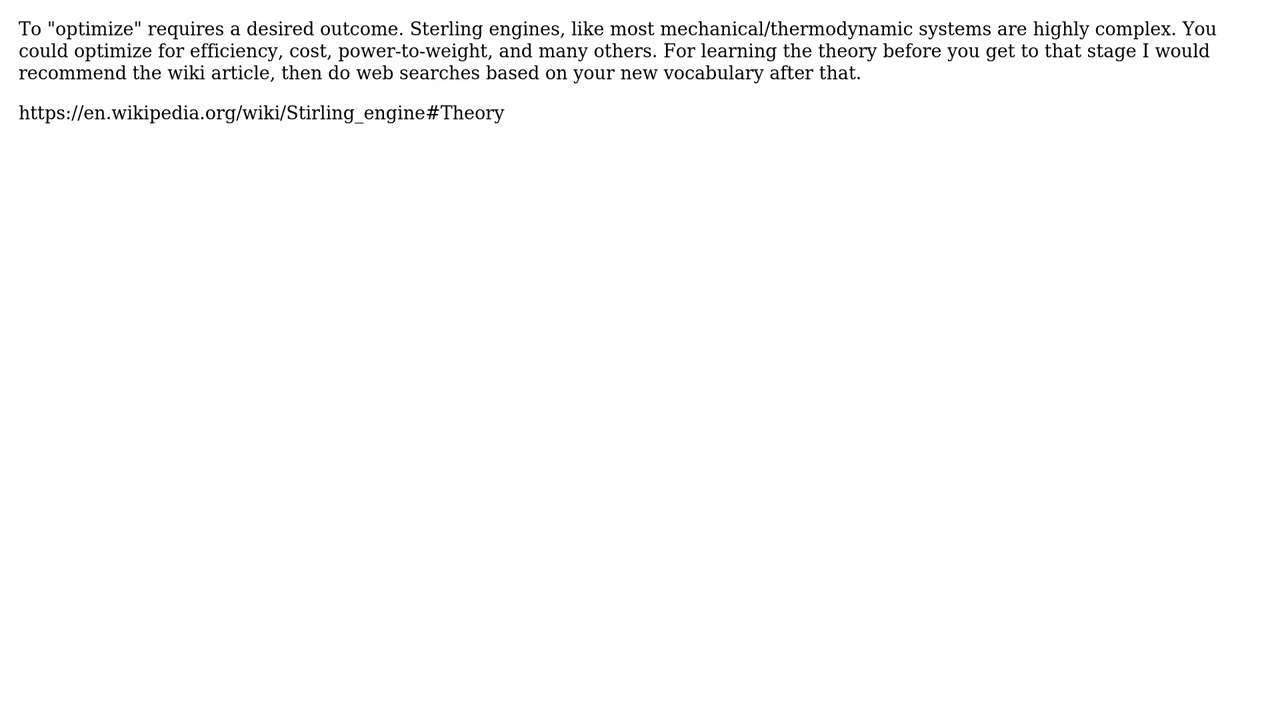 To "optimize" requires a desired outcome. Sterling engines, like most mechanical/thermodynamic systems are highly complex. You
could optimize for efficiency, cost, power-to-weight, and many others. For learning the theory before you get to that stage I would
recommend the wiki article, then do web searches based on your new vocabulary after that.
https://en.wikipedia.org/wiki/Stirling_engine#Theory